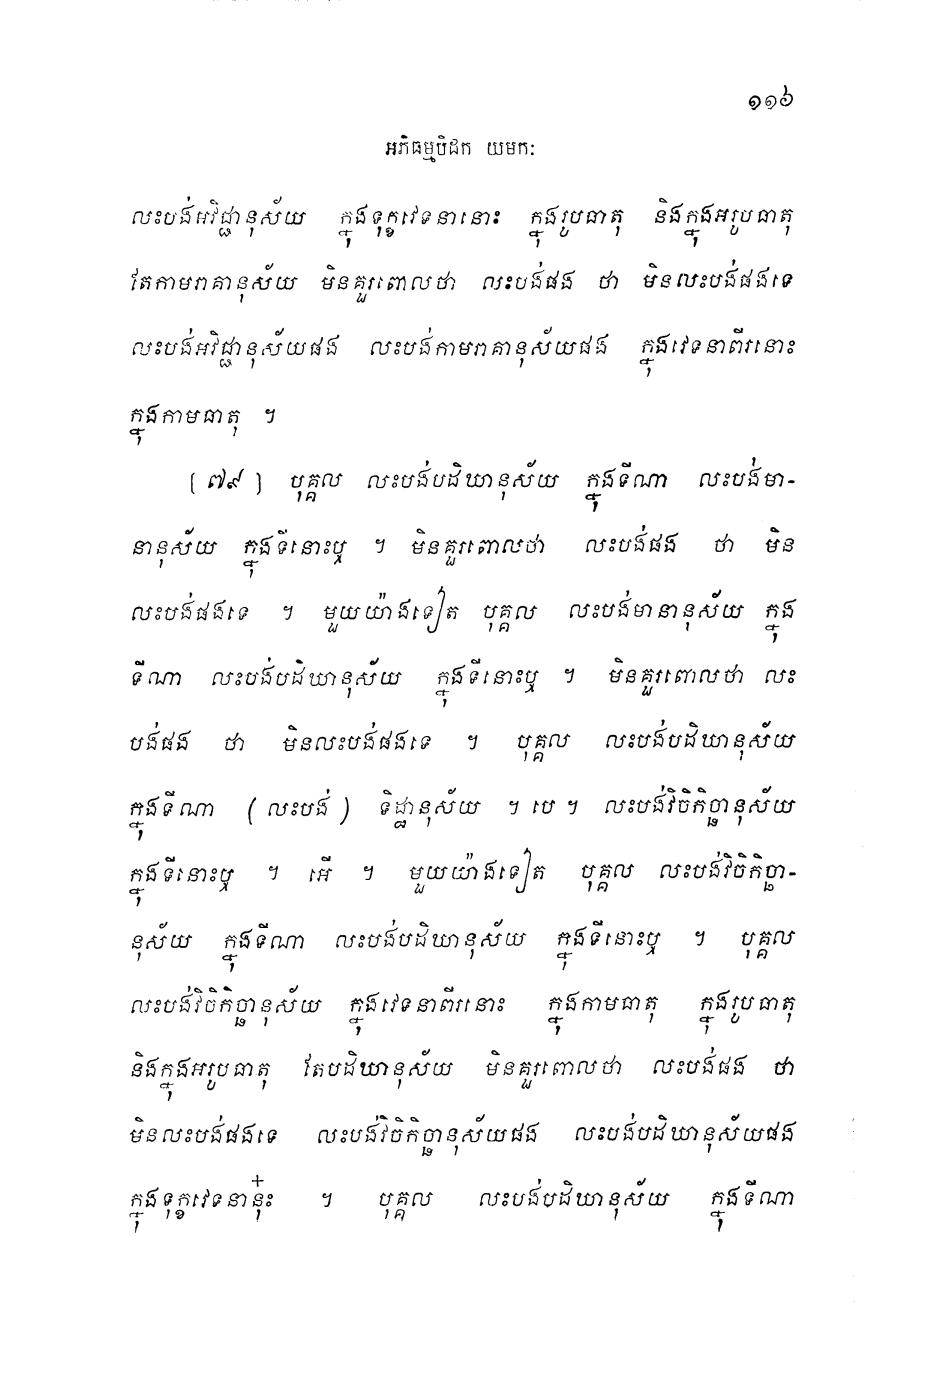 ១១៦
អភិធម្មបិដក យមក:
លះបង់អវិជ្ជានុស័យ ក្នុងទុក្ខវេទនានោះ ក្នុងរូបធាតុ និងក្នុងអរូបធាតុ
តែកាមរាគានុស័យ មិនគួរពោលថា លះបង់ផង ថា មិនលះបង់ផងទេ
លះបង់អវិជ្ជានុស័យផង លះបង់កាមរាគានុស័យផង ក្នុងវេទនាពីរនោះ
ក្នុងកាមធាតុ ។
(៧៩) បុគ្គល លះបង់បដិឃានុស័យ ក្នុងទីណា លះបង់មា-
នានុស័យ ក្នុងទីនោះឬ ។ មិនគួរពោលថា លះបង់ផង ថា មិន
លះបង់ផងទេ ។ មួយយ៉ាងទៀត បុគ្គល លះបង់មានានុស័យ ក្នុង
ទីណា លះបង់បដិឃានុស័យ ក្នុងទីនោះឬ ។ មិនគួរពោលថា លះ
បង់ផង ថា មិនលះបង់ផងទេ ។ បុគ្គល លះបង់បដិឃានុស័យ
ក្នុងទីណា (លះបង់) ទិដ្ឋានុស័យ ។ បេ ។ លះបង់វិចិកិច្ឆានុស័យ
ក្នុងទីនោះឬ ។ អើ ។ មួយយ៉ាងទៀត បុគ្គល លះបង់វិចិកិច្ឆា-
នុស័យ ក្នុងទីណា លះបង់បដិឃានុស័យ ក្នុងទីនោះឬ ។ បុគ្គល
លះបង់វិចិកិច្ឆានុស័យ ក្នុងវេទនាពីរនោះ ក្នុងកាមធាតុ ក្នុងរូបធាតុ
និងក្នុងអរូបធាតុ តែបដិឃានុស័យ មិនគួរពោលថា លះបង់ផង ថា
មិនលះបង់ផងទេ លះបង់វិចិកិច្ឆានុស័យផង លះបង់បដិឃានុស័យផង
ក្នុងទុក្ខវេទនានុ៎ះ ។ បុគ្គល លះបង់បដិឃានុស័យ ក្នុងទីណា